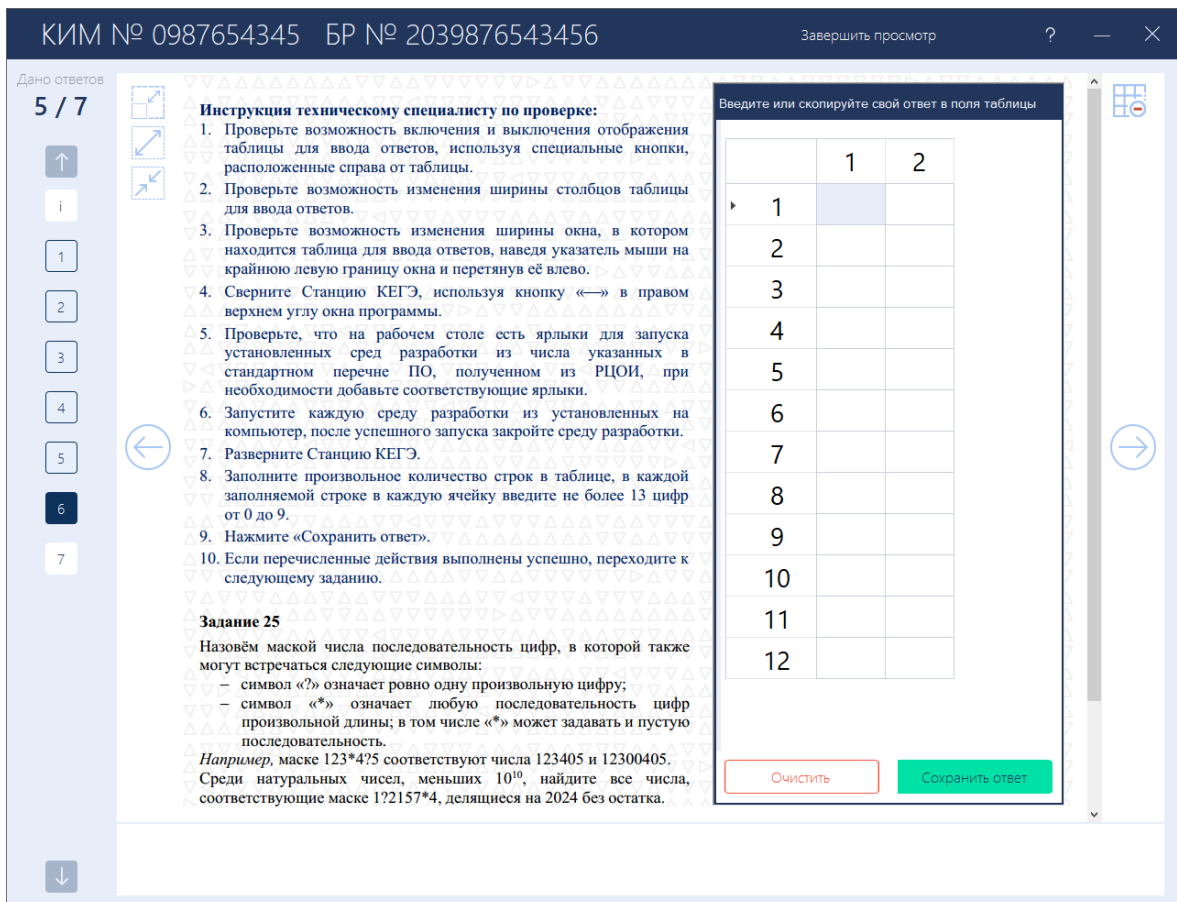 КИМ № 0987654345 БР № 2039876543456
Завершить просмотр ? — ×
Дано ответов
5 / 7
i
1
2
3
4
5
6
7
Инструкция техническому специалисту по проверке:
1. Проверьте возможность включения и выключения отображения
таблицы для ввода ответов, используя специальные кнопки,
расположенные справа от таблицы.
2. Проверьте возможность изменения ширины столбцов таблицы
для ввода ответов.
3. Проверьте возможность изменения ширины окна, в котором
находится таблица для ввода ответов, наведя указатель мыши на
крайнюю левую границу окна и перетянув её влево.
4. Сверните Станцию КЕГЭ, используя кнопку «—» в правом
верхнем углу окна программы.
5. Проверьте, что на рабочем столе есть ярлыки для запуска
установленных сред разработки из числа указанных в
стандартном перечне ПО, полученном из РЦОИ, при
необходимости добавьте соответствующие ярлыки.
6. Запустите каждую среду разработки из установленных на
компьютер, после успешного запуска закройте среду разработки.
7. Разверните Станцию КЕГЭ.
8. Заполните произвольное количество строк в таблице, в каждой
заполняемой строке в каждую ячейку введите не более 13 цифр
от 0 до 9.
9. Нажмите «Сохранить ответ».
10. Если перечисленные действия выполнены успешно, переходите к
следующему заданию.
Задание 25
Назовём маской числа последовательность цифр, в которой также
могут встречаться следующие символы:
– символ «?» означает ровно одну произвольную цифру;
– символ «*» означает любую последовательность цифр
произвольной длины; в том числе «*» может задавать и пустую
последовательность.
Например, маске 123*4?5 соответствуют числа 123405 и 12300405.
Среди натуральных чисел, меньших 10¹⁰, найдите все числа,
соответствующие маске 1?2157*4, делящиеся на 2024 без остатка.
Введите или скопируйте свой ответ в поля таблицы
1 2
1
2
3
4
5
6
7
8
9
10
11
12
Очистить Сохранить ответ